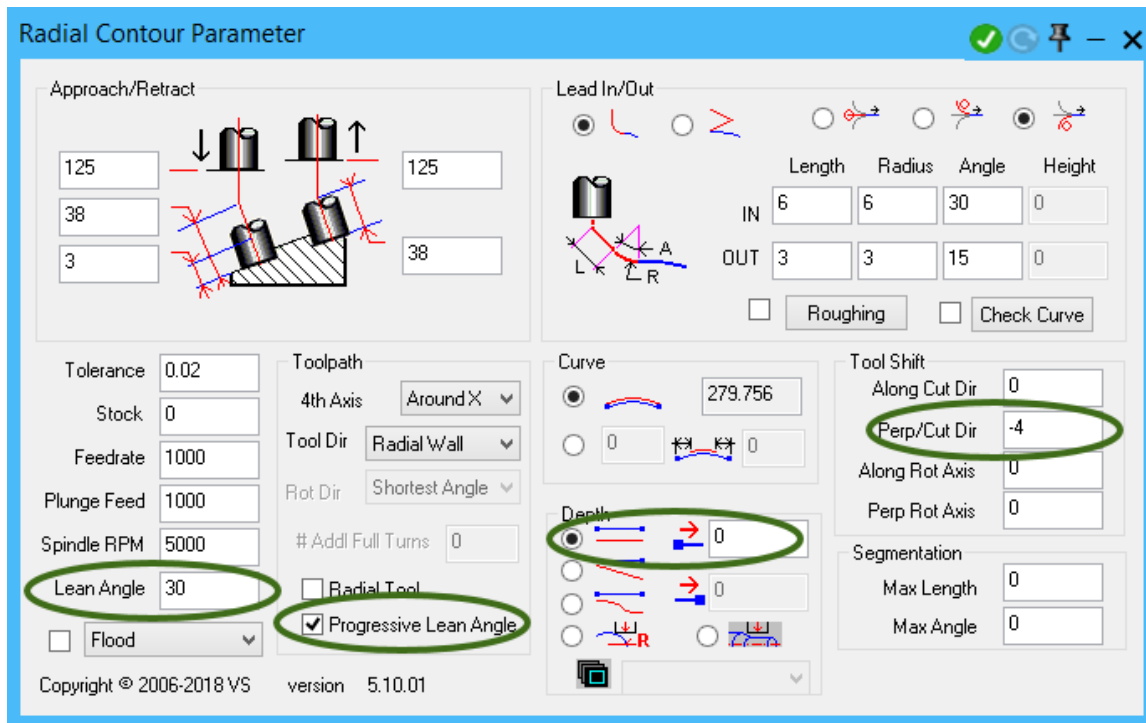 Radial Contour Parameter
Approach/Retract
125
125
38
38
3
Lead In/Out
Length Radius Angle Height
IN 6 6 30 0
OUT 3 3 15 0
L A R
Roughing Check Curve
Tolerance 0.02
Stock 0
Feedrate 1000
Plunge Feed 1000
Spindle RPM 5000
Lean Angle 30
Flood
Toolpath
4th Axis Around X
Tool Dir Radial Wall
Rot Dir Shortest Angle
# Addl Full Turns 0
Radial Tool
Progressive Lean Angle
Curve
279.756
0 0
Depth
0
0
R
Tool Shift
Along Cut Dir 0
Perp/Cut Dir -4
Along Rot Axis 0
Perp Rot Axis 0
Segmentation
Max Length 0
Max Angle 0
Copyright © 2006-2018 VS version 5.10.01